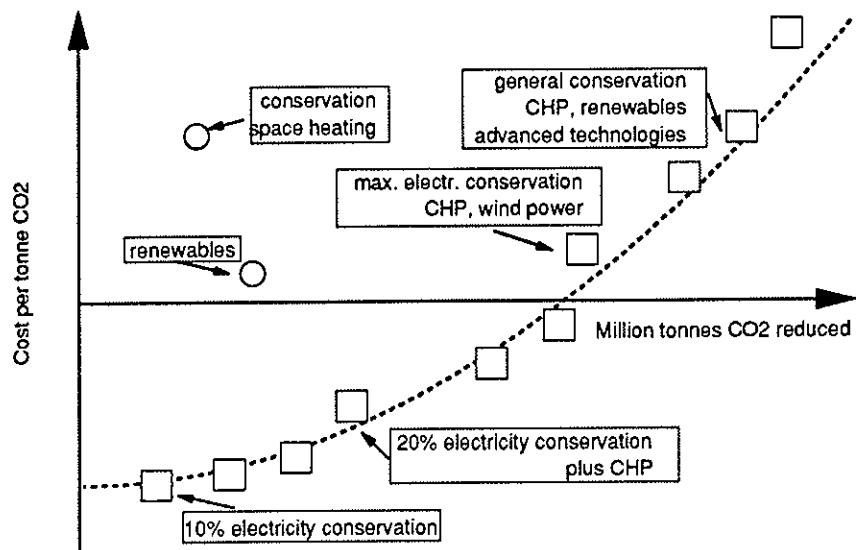 Cost per tonne CO2
conservation
space heating
renewables
general conservation
CHP, renewables
advanced technologies
max. electr. conservation
CHP, wind power
Million tonnes CO2 reduced
20% electricity conservation
plus CHP
10% electricity conservation